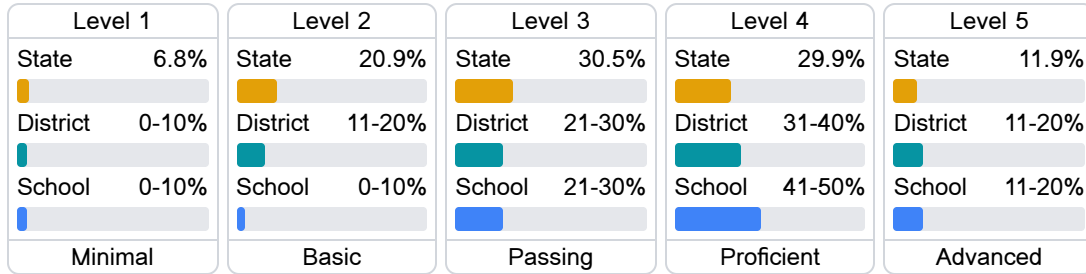 Level 1
State 6.8%
District 0-10%
School 0-10%
Minimal
Level 2
State 20.9%
District 11-20%
School 0-10%
Basic
Level 3
State 30.5%
District 21-30%
School 21-30%
Passing
Level 4
State 29.9%
District 31-40%
School 41-50%
Proficient
Level 5
State 11.9%
District 11-20%
School 11-20%
Advanced